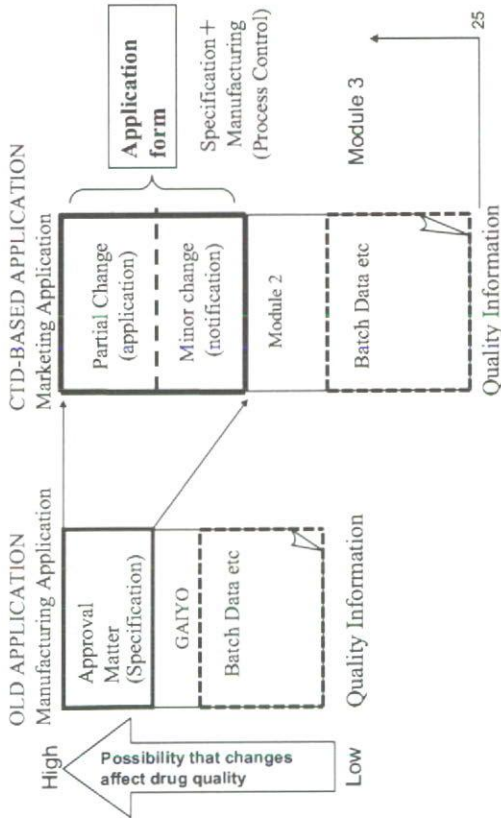 OLD APPLICATION
Manufacturing Application
High
Possibility that changes
affect drug quality
Low
Approval
Matter
(Specification)
GAIYO
Batch Data etc
Quality Information
CTD-BASED APPLICATION
Marketing Application
Partial Change
(application)
Minor change
(notification)
Module 2
Batch Data etc
Quality Information
Application
form
Specification+
Manufacturing
(Process Control)
Module 3
25